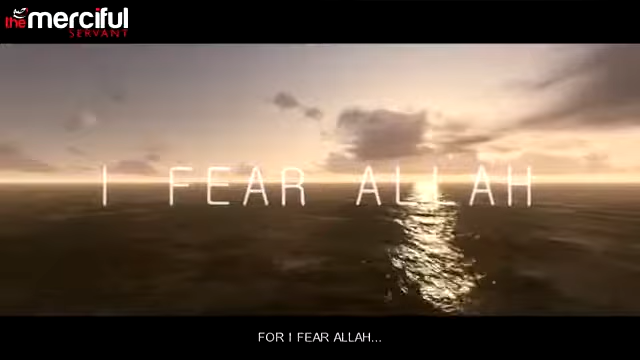 the merciful
SERVANT
I FEAR ALLAH
FOR I FEAR ALLAH...